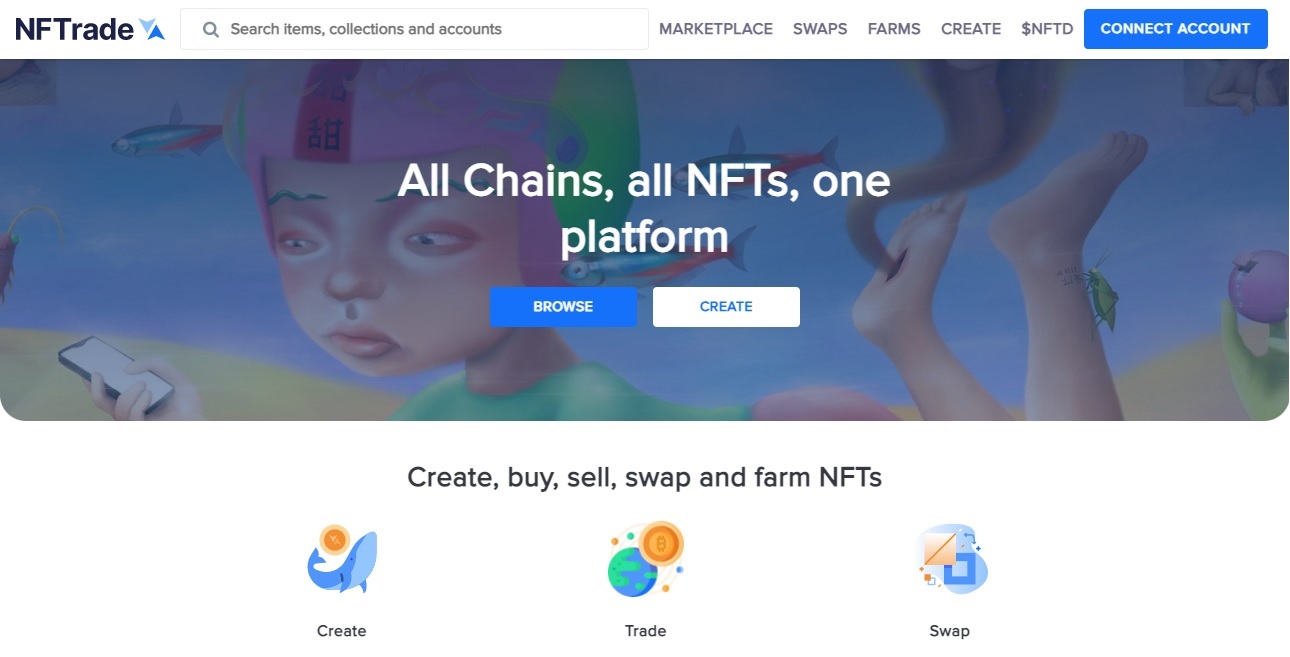 NFTrade
Search items, collections and accounts
MARKETPLACE
SWAPS
FARMS
CREATE
$NFTD
CONNECT ACCOUNT
甜
All Chains, all NFTs, one
platform
BROWSE
CREATE
Create, buy, sell, swap and farm NFTs
Create
Trade
Swap